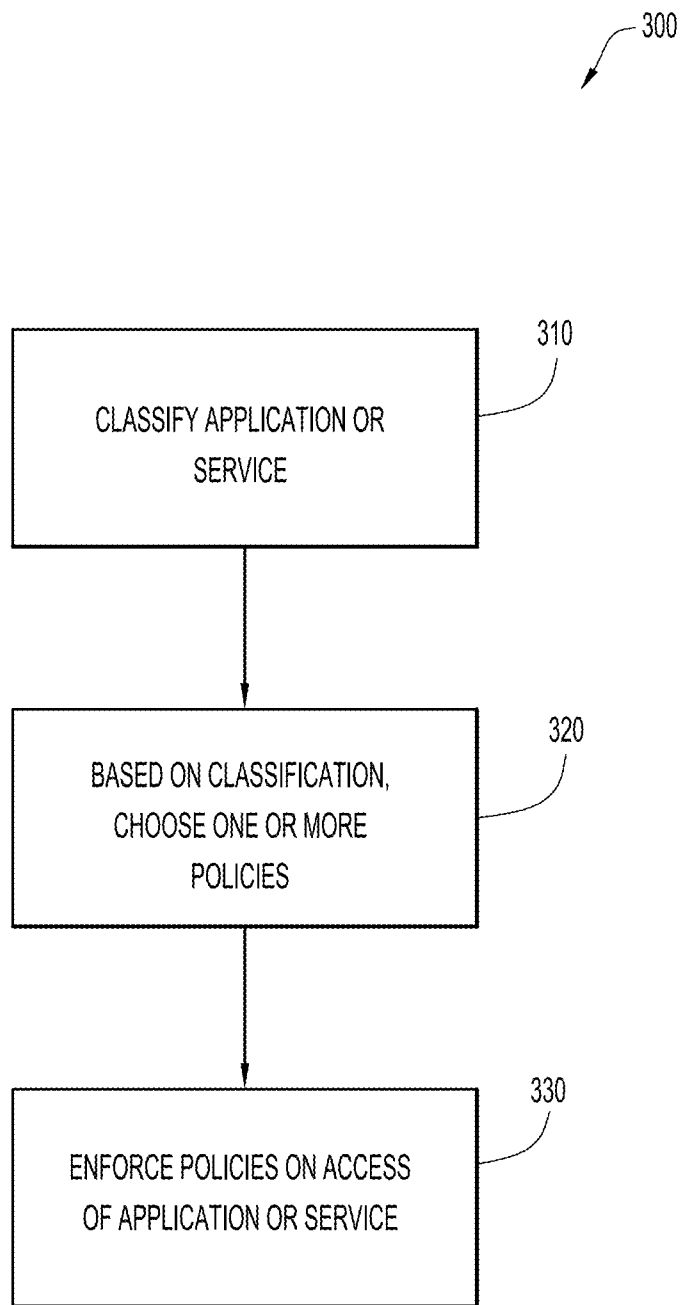 300
310
CLASSIFY APPLICATION OR
SERVICE
320
BASED ON CLASSIFICATION,
CHOOSE ONE OR MORE
POLICIES
330
ENFORCE POLICIES ON ACCESS
OF APPLICATION OR SERVICE